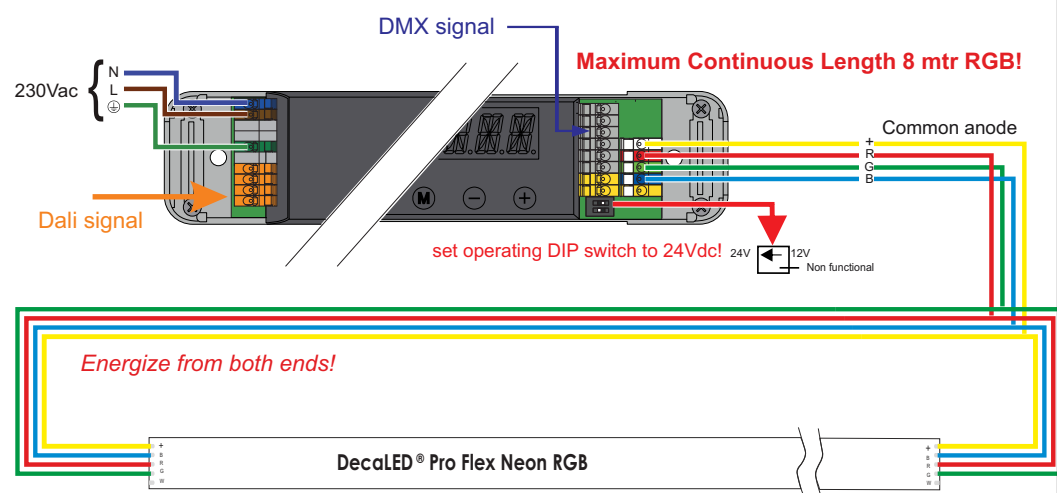 DMX signal
Maximum Continuous Length 8 mtr RGB!
230Vac
N
L
Common anode
+
R
G
B
M
Dali signal
set operating DIP switch to 24Vdc!
24V
12V
Non functional
Energize from both ends!
+
B
R
G
W
DecaLED® Pro Flex Neon RGB
+
B
R
G
W